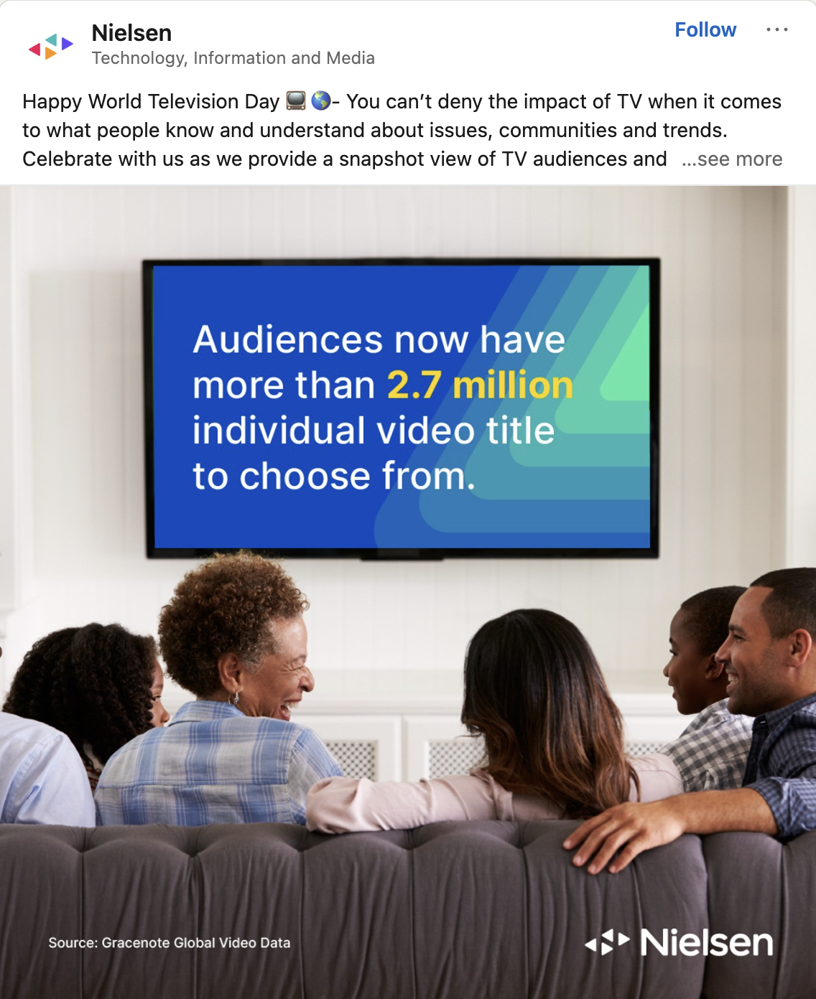 Nielsen
Follow
Technology, Information and Media
Happy World Television Day 📺🌎- You can’t deny the impact of TV when it comes
to what people know and understand about issues, communities and trends.
Celebrate with us as we provide a snapshot view of TV audiences and ...see more
Audiences now have
more than 2.7 million
individual video title
to choose from.
Source: Gracenote Global Video Data
Nielsen